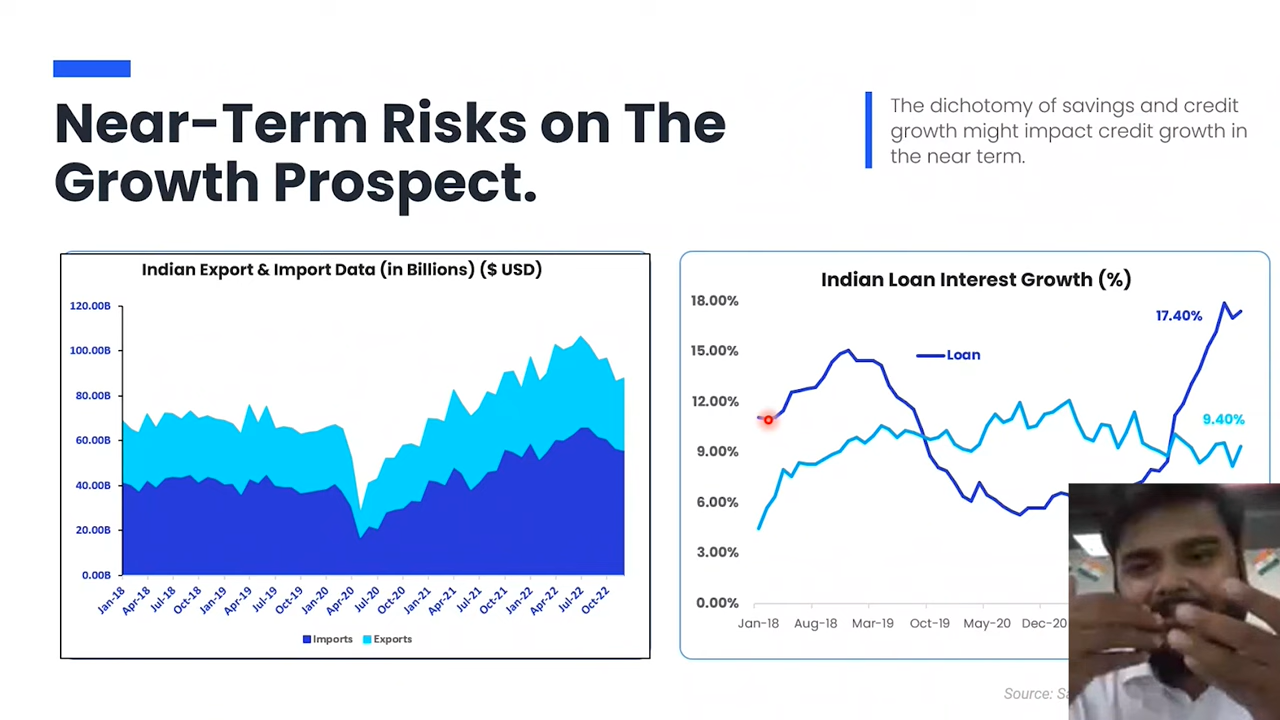 Near-Term Risks on The
Growth Prospect.
The dichotomy of savings and credit
growth might impact credit growth in
the near term.
Indian Export & Import Data (in Billions) ($ USD)
120.00B
100.00B
80.00B
60.00B
40.00B
20.00B
0.00B
Jan-18 Apr-18 Jul-18 Oct-18 Jan-19 Apr-19 Jul-19 Oct-19 Jan-20 Apr-20 Jul-20 Oct-20 Jan-21 Apr-21 Jul-21 Oct-21 Jan-22 Apr-22 Jul-22 Oct-22
Imports Exports
Indian Loan Interest Growth (%)
18.00%
17.40%
15.00%
Loan
12.00%
9.40%
9.00%
6.00%
3.00%
0.00%
Jan-18 Aug-18 Mar-19 Oct-19 May-20 Dec-20
Source: